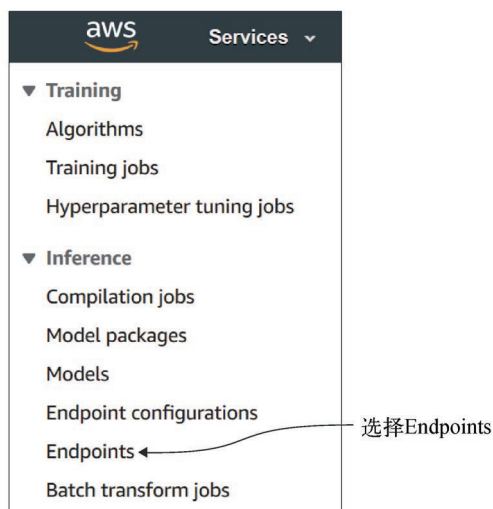 aws Services
Training
Algorithms
Training jobs
Hyperparameter tuning jobs
Inference
Compilation jobs
Model packages
Models
Endpoint configurations
Endpoints
选择Endpoints
Batch transform jobs